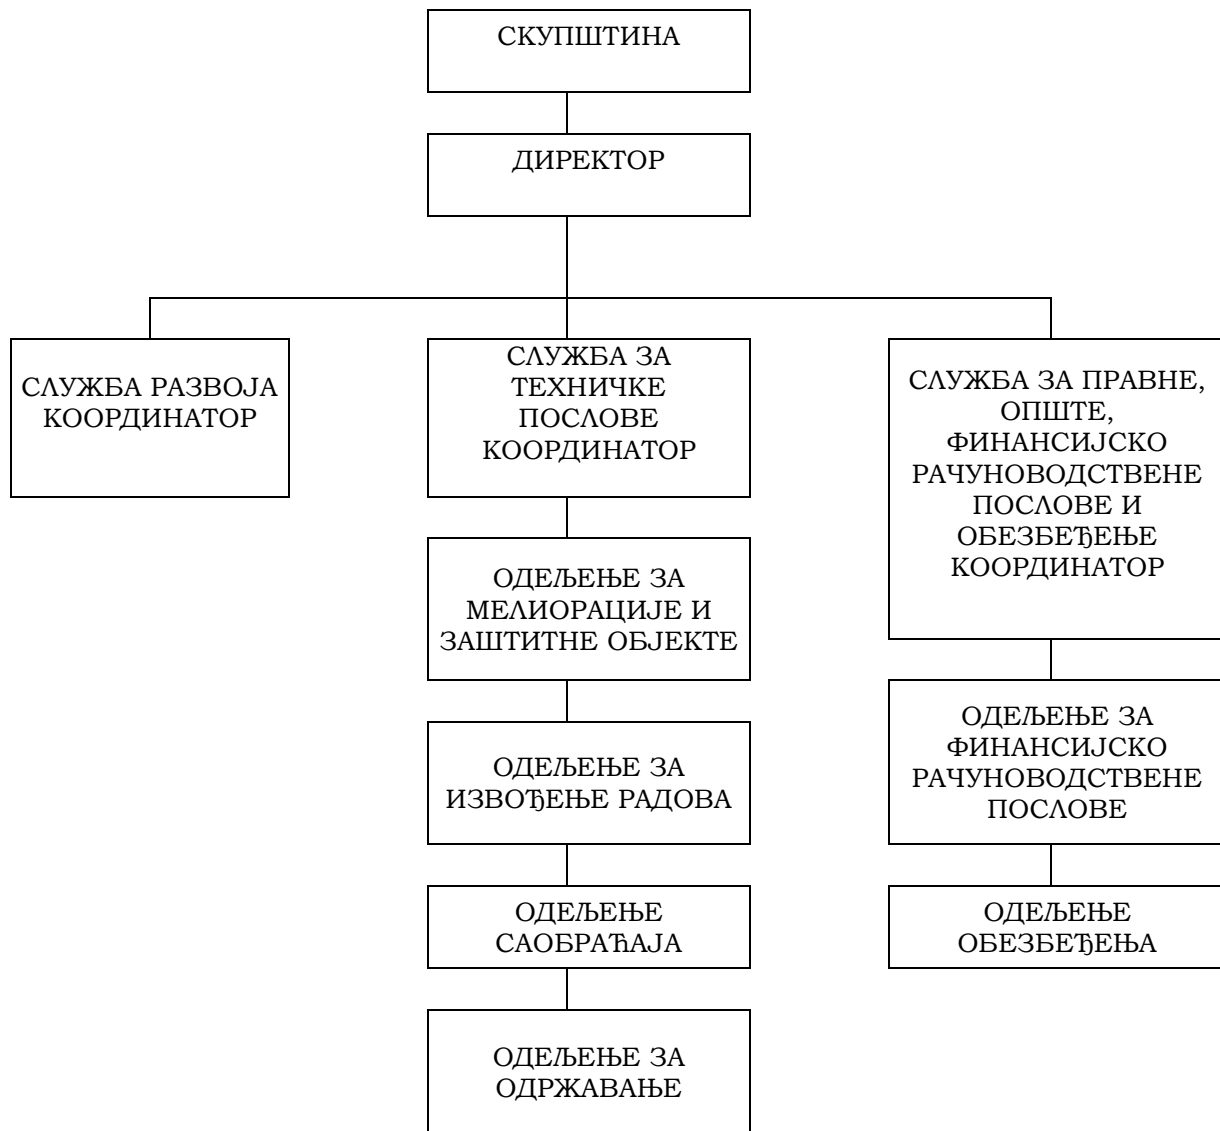 СКУПШТИНА
ДИРЕКТОР
СЛУЖБА РАЗВОЈА
КООРДИНАТОР
СЛУЖБА ЗА
ТЕХНИЧКЕ
ПОСЛОВЕ
КООРДИНАТОР
СЛУЖБА ЗА ПРАВНЕ,
ОПШТЕ,
ФИНАНСИЈСКО
РАЧУНОВОДСТВЕНЕ
ПОСЛОВЕ И
ОБЕЗБЕЂЕЊЕ
КООРДИНАТОР
ОДЕЉЕЊЕ ЗА
МЕЛИОРАЦИЈЕ И
ЗАШТИТНЕ ОБЈЕКТЕ
ОДЕЉЕЊЕ ЗА
ИЗВОЂЕЊЕ РАДОВА
ОДЕЉЕЊЕ ЗА
ФИНАНСИЈСКО
РАЧУНОВОДСТВЕНЕ
ПОСЛОВЕ
ОДЕЉЕЊЕ
САОБРАЋАЈА
ОДЕЉЕЊЕ
ОБЕЗБЕЂЕЊА
ОДЕЉЕЊЕ ЗА
ОДРЖАВАЊЕ